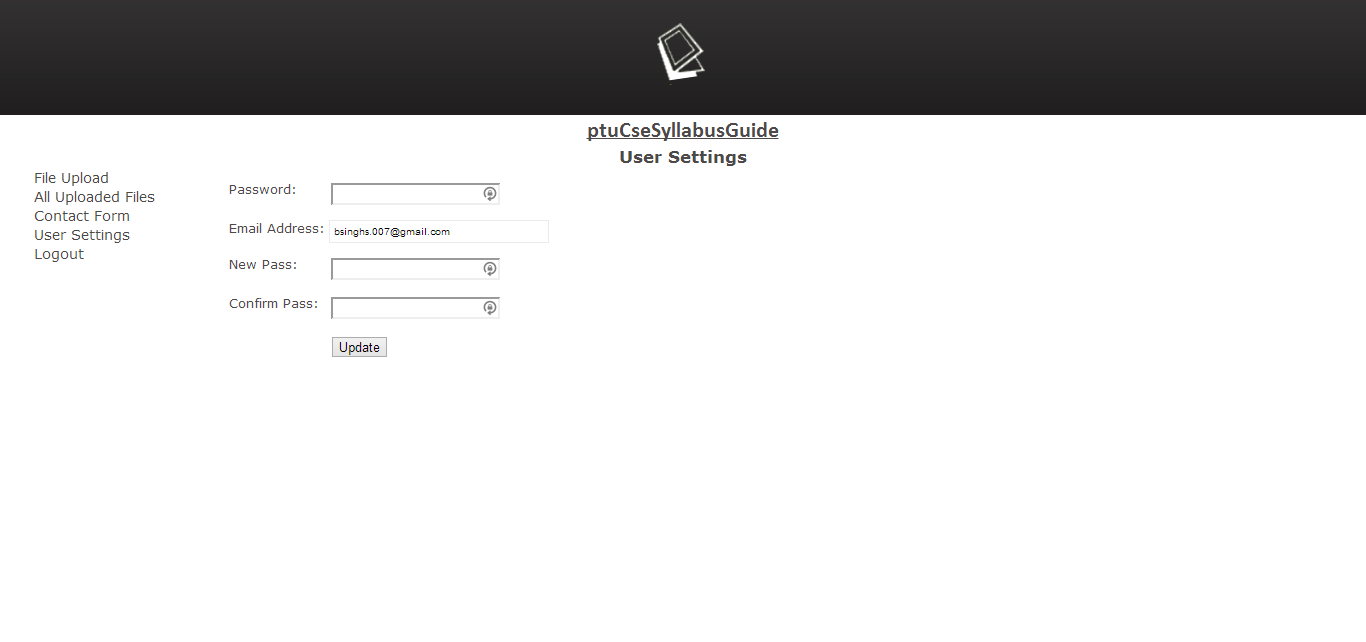 ptuCseSyllabusGuide
User Settings
File Upload
All Uploaded Files
Contact Form
User Settings
Logout
Password:
Email Address: bsinghs.007@gmail.com
New Pass:
Confirm Pass:
Update